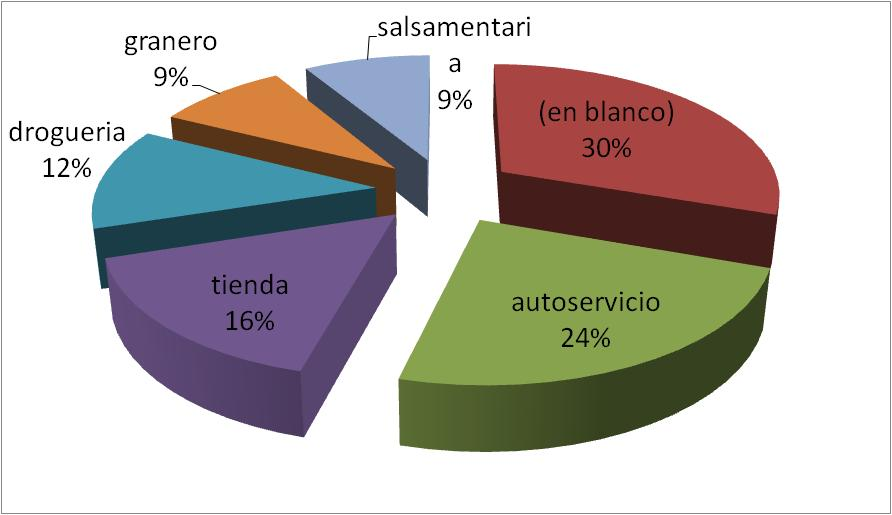 salsamentari
a
9%
granero
9%
(en blanco)
30%
drogueria
12%
tienda
16%
autoservicio
24%